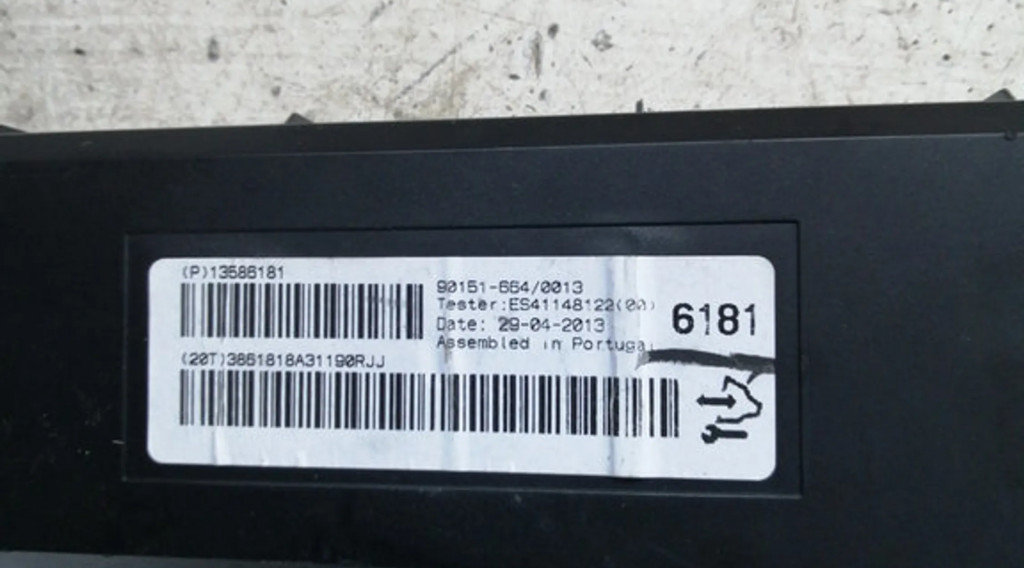 (P)13586181
90151-664/0013
Tester:ES41148122(00)
Date: 29-04-2013
Assembled in Portugal
6181
(20T)3861818A31190RJJ